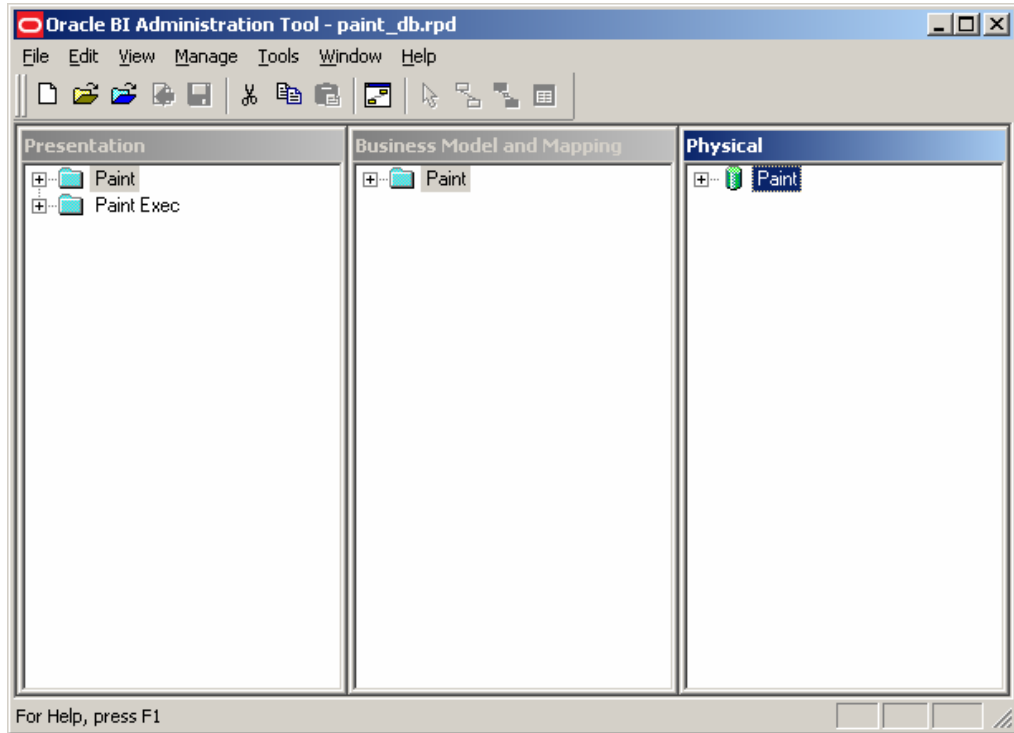 Oracle BI Administration Tool - paint_db.rpd
File Edit View Manage Tools Window Help
Presentation
Paint
Paint Exec
Business Model and Mapping
Paint
Physical
Paint
For Help, press F1